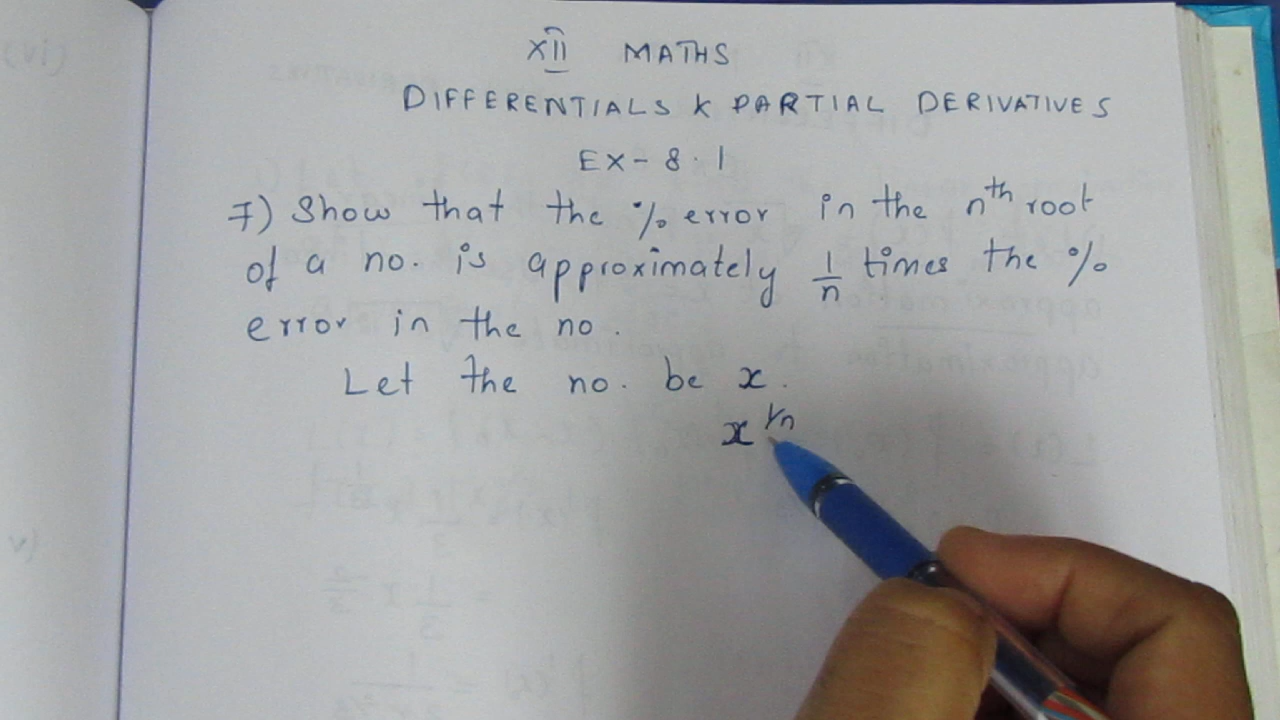 XII MATHS
DIFFERENTIALS & PARTIAL DERIVATIVES
EX - 8.1
7) Show that the % error in the nth root
of a no. is approximately 1/n times the %
error in the no.
Let the no. be x.
x^1/n
(vi)
v)